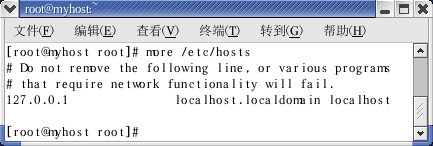 root@myhost:~
文件(F) 编辑(E) 查看(V) 终端(T) 转到(G) 帮助(H)
[root@myhost root]# more /etc/hosts
# Do not remove the following line, or various programs
# that require network functionality will fail.
127.0.0.1 localhost.localdomain localhost
[root@myhost root]#